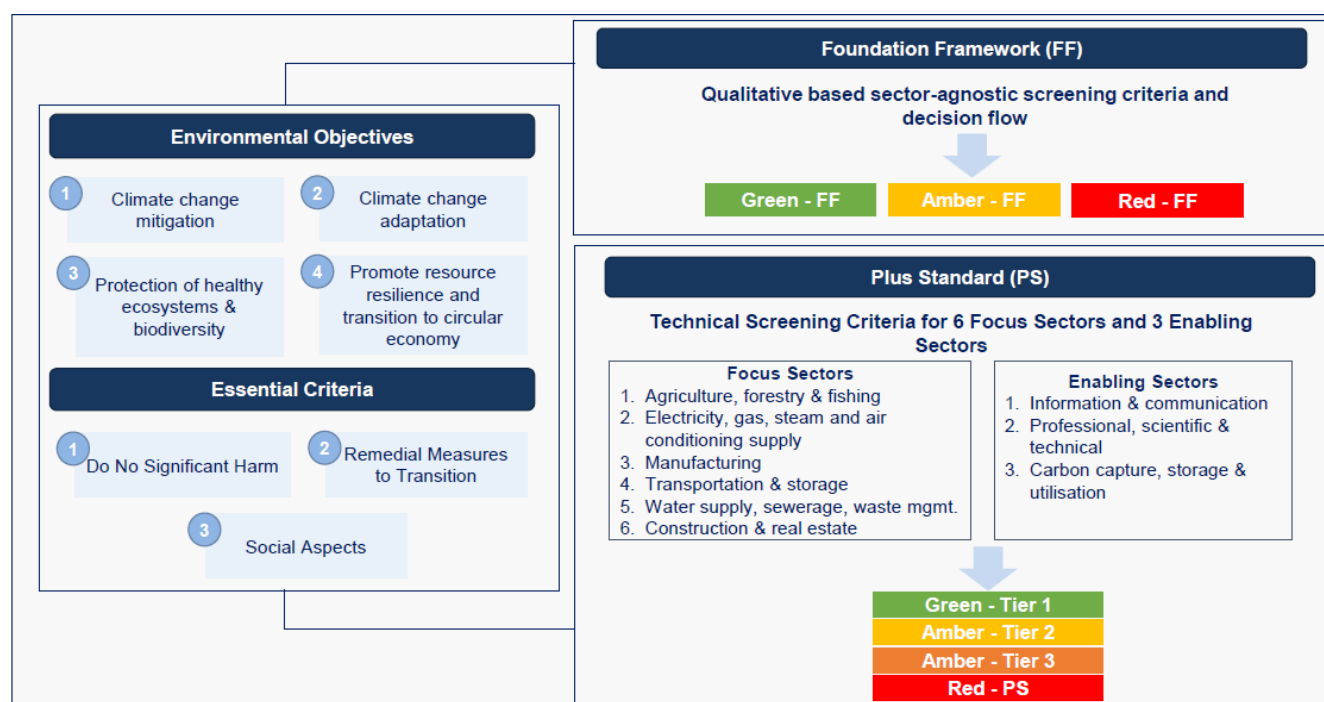 Environmental Objectives
1
Climate change
mitigation
2
Climate change
adaptation
3
Protection of healthy
ecosystems &
biodiversity
4
Promote resource
resilience and
transition to circular
economy
Essential Criteria
1
Do No Significant Harm
2
Remedial Measures
to Transition
3
Social Aspects
Foundation Framework (FF)
Qualitative based sector-agnostic screening criteria and
decision flow
Green - FF
Amber - FF
Red - FF
Plus Standard (PS)
Technical Screening Criteria for 6 Focus Sectors and 3 Enabling
Sectors
Focus Sectors
1. Agriculture, forestry & fishing
2. Electricity, gas, steam and air
conditioning supply
3. Manufacturing
4. Transportation & storage
5. Water supply, sewerage, waste mgmt.
6. Construction & real estate
Enabling Sectors
1. Information & communication
2. Professional, scientific &
technical
3. Carbon capture, storage &
utilisation
Green - Tier 1
Amber - Tier 2
Amber - Tier 3
Red - PS